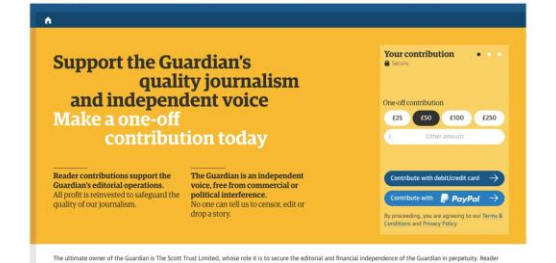 Support the Guardian's
quality journalism
and independent voice
Make a one-off
contribution today
Reader contributions support the
Guardian's editorial operations.
All profit is reinvested to safeguard the
quality of our journalism.
The Guardian is an independent
voice, free from commercial or
political interference.
No one can tell us to censor, edit or
drop a story.
Your contribution
Secure
One-off contribution
£25 £50 £100 £250
£ Other amount
Contribute with debit/credit card
Contribute with PayPal
By proceeding, you are agreeing to our Terms &
Conditions and Privacy Policy
The ultimate owner of the Guardian is The Scott Trust Limited, whose role it is to secure the editorial and financial independence of the Guardian in perpetuity. Reader